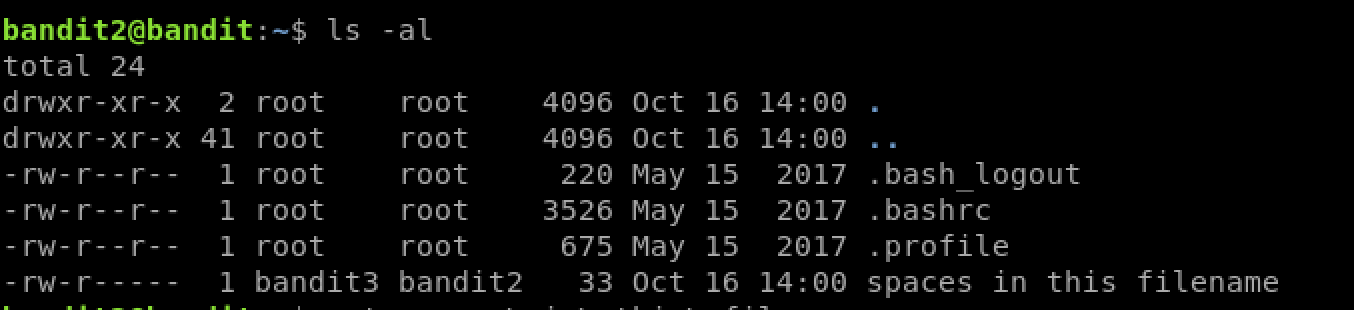 bandit2@bandit:~$ ls -al
total 24
drwxr-xr-x  2 root    root    4096 Oct 16 14:00 .
drwxr-xr-x 41 root    root    4096 Oct 16 14:00 ..
-rw-r--r--  1 root    root     220 May 15  2017 .bash_logout
-rw-r--r--  1 root    root    3526 May 15  2017 .bashrc
-rw-r--r--  1 root    root     675 May 15  2017 .profile
-rw-r-----  1 bandit3 bandit2   33 Oct 16 14:00 spaces in this filename